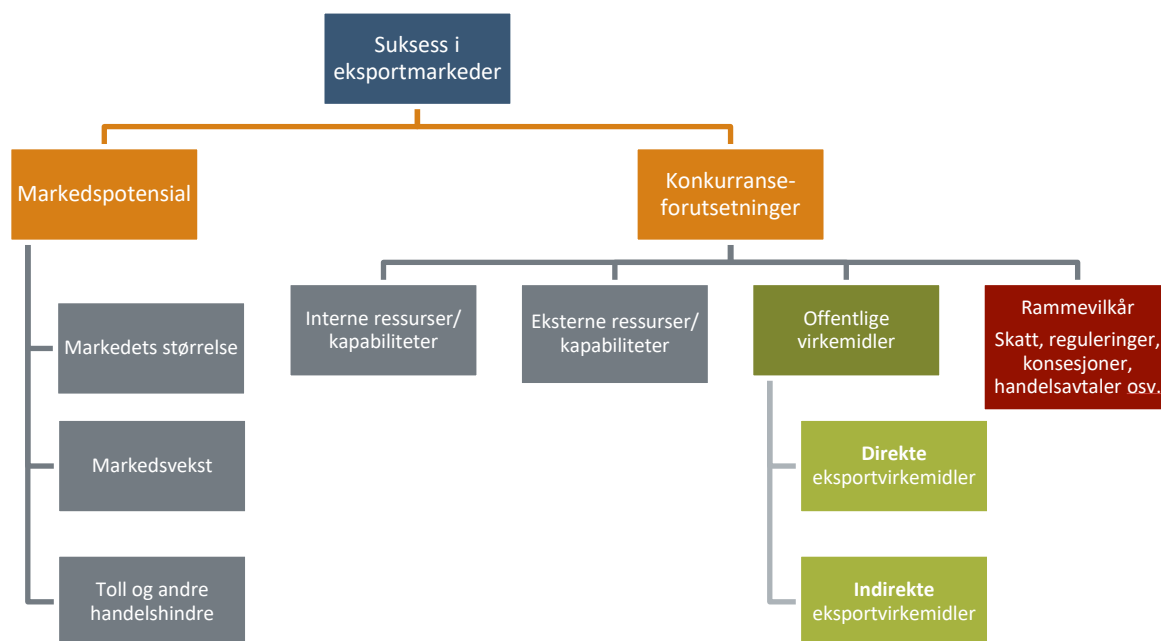 Suksess i
eksportmarkeder
Markedspotensial
Konkurranse-
forutsetninger
Interne ressurser/
kapabiliteter
Eksterne ressurser/
kapabiliteter
Offentlige
virkemidler
Rammevilkår
Skatt, reguleringer,
konsesjoner,
handelsavtaler osv.
Markedets størrelse
Markedsvekst
Toll og andre
handelshindre
Direkte
eksportvirkemidler
Indirekte
eksportvirkemidler